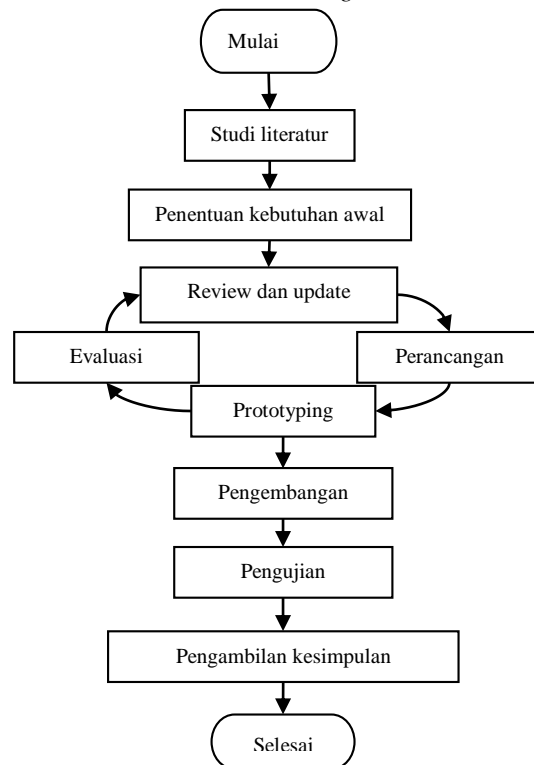 Mulai
Studi literatur
Penentuan kebutuhan awal
Review dan update
Evaluasi
Perancangan
Prototyping
Pengembangan
Pengujian
Pengambilan kesimpulan
Selesai